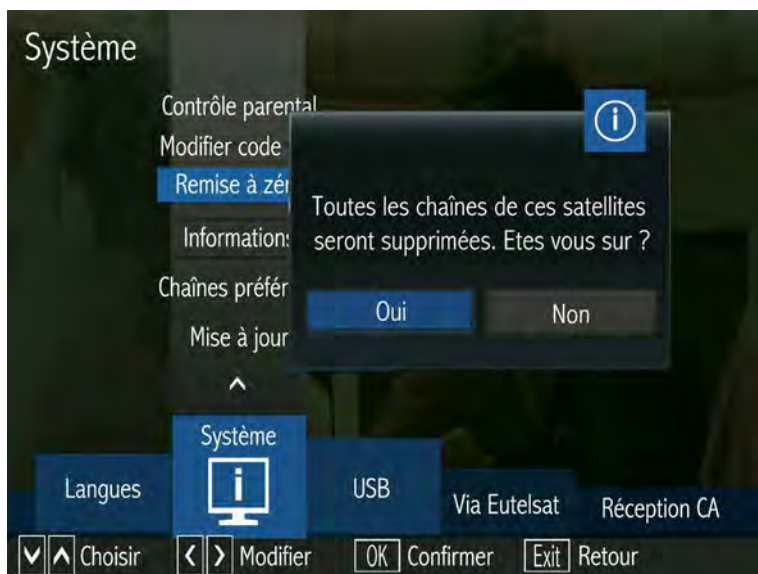 Système
Contrôle parental
Modifier code
Remise à zér
Informations
Chaînes préfér
Mise à jour
Toutes les chaînes de ces satellites
seront supprimées. Etes vous sur ?
Oui Non
Langues Système USB Via Eutelsat Réception CA
Choisir Modifier OK Confirmer Exit Retour